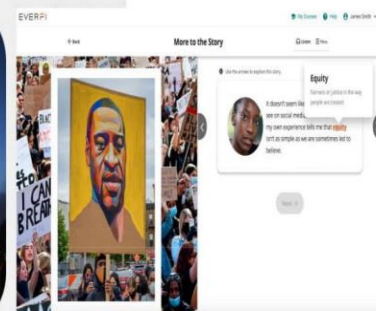 EVERFI
My Courses Help James Smith
Back
More to the Story
Listen Menu
Use the arrows to explore this story.
Equity
Fairness or justice in the way
people are treated.
It doesn't seem like
see on social media
my own experience tells me that equity
isn't as simple as we are sometimes led to
believe.
Next
I CAN
BREATH